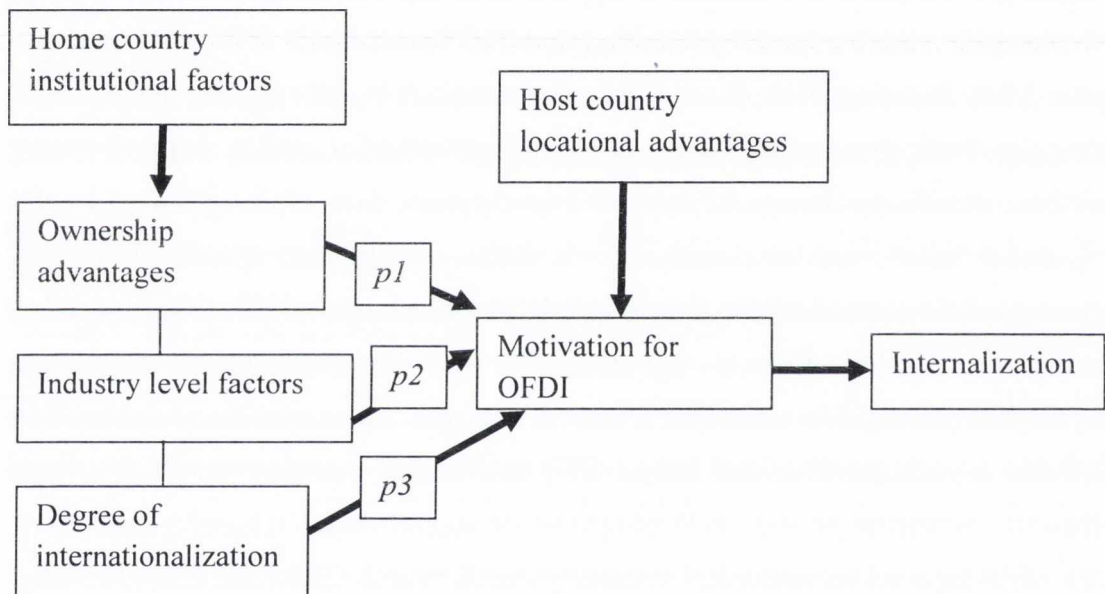 Home country
institutional factors
Host country
locational advantages
Ownership
advantages
p1
Industry level factors
p2
Motivation for
OFDI
Internalization
p3
Degree of
internationalization